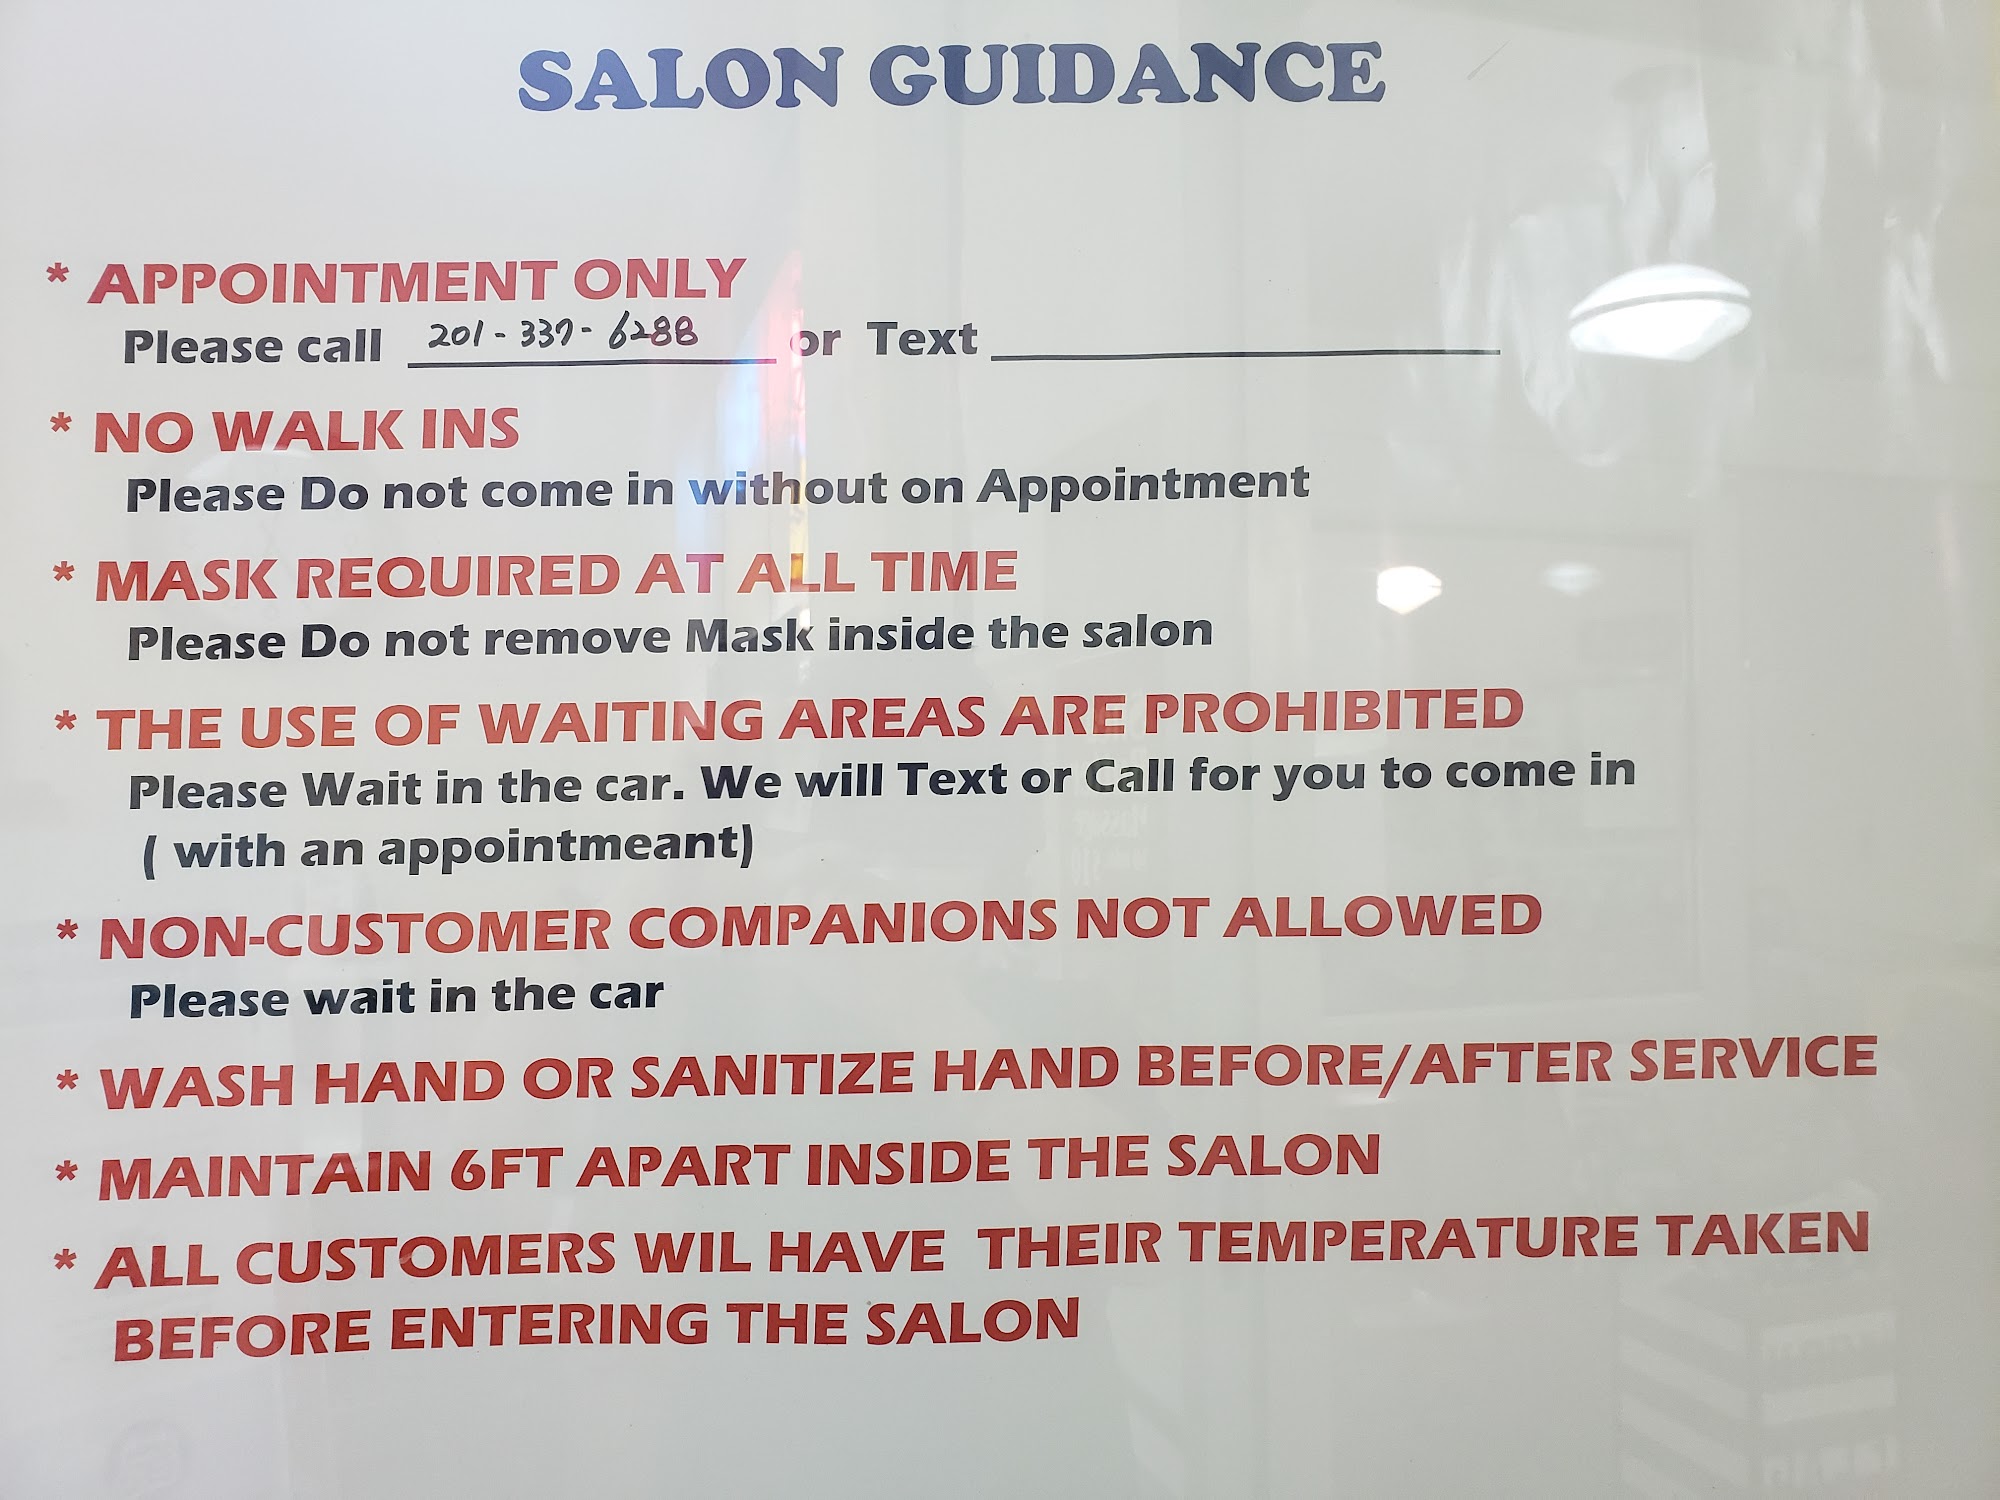 SALON GUIDANCE
* APPOINTMENT ONLY
Please call 201-337-6288 or Text
* NO WALK INS
Please Do not come in without on Appointment
* MASK REQUIRED AT ALL TIME
Please Do not remove Mask inside the salon
* THE USE OF WAITING AREAS ARE PROHIBITED
Please Wait in the car. We will Text or Call for you to come in
( with an appointmeant)
* NON-CUSTOMER COMPANIONS NOT ALLOWED
Please wait in the car
* WASH HAND OR SANITIZE HAND BEFORE/AFTER SERVICE
* MAINTAIN 6FT APART INSIDE THE SALON
* ALL CUSTOMERS WIL HAVE THEIR TEMPERATURE TAKEN
BEFORE ENTERING THE SALON